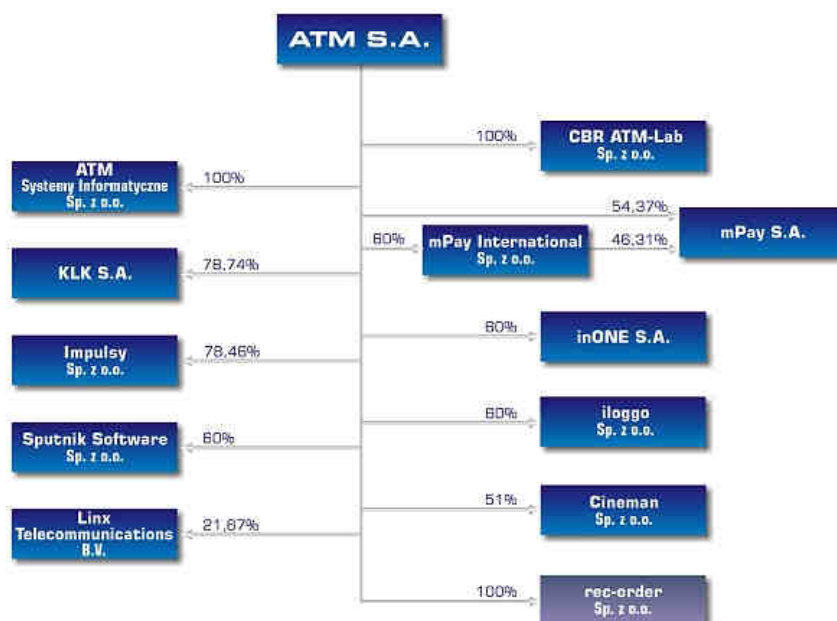 ATM S.A.
100%
CBR ATM-Lab
Sp. z o.o.
ATM
Systemy Informatyczne
Sp. z o.o.
100%
54,37%
mPay S.A.
60%
mPay International
Sp. z o.o.
46,31%
KLK S.A.
78,74%
60%
inONE S.A.
Impulsy
Sp. z o.o.
78,46%
60%
iloggo
Sp. z o.o.
Sputnik Software
Sp. z o.o.
60%
51%
Cineman
Sp. z o.o.
Linx
Telecommunications
B.V.
21,67%
100%
rec-order
Sp. z o.o.